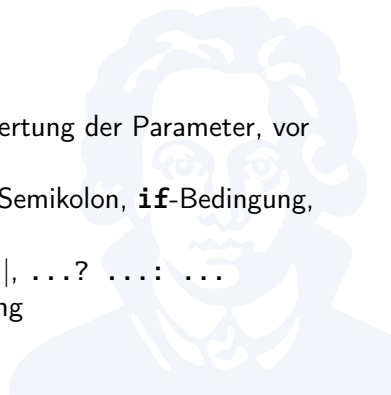 ertung der Parameter, vor
Semikolon, if-Bedingung,
|, ...? ...: ...
ng